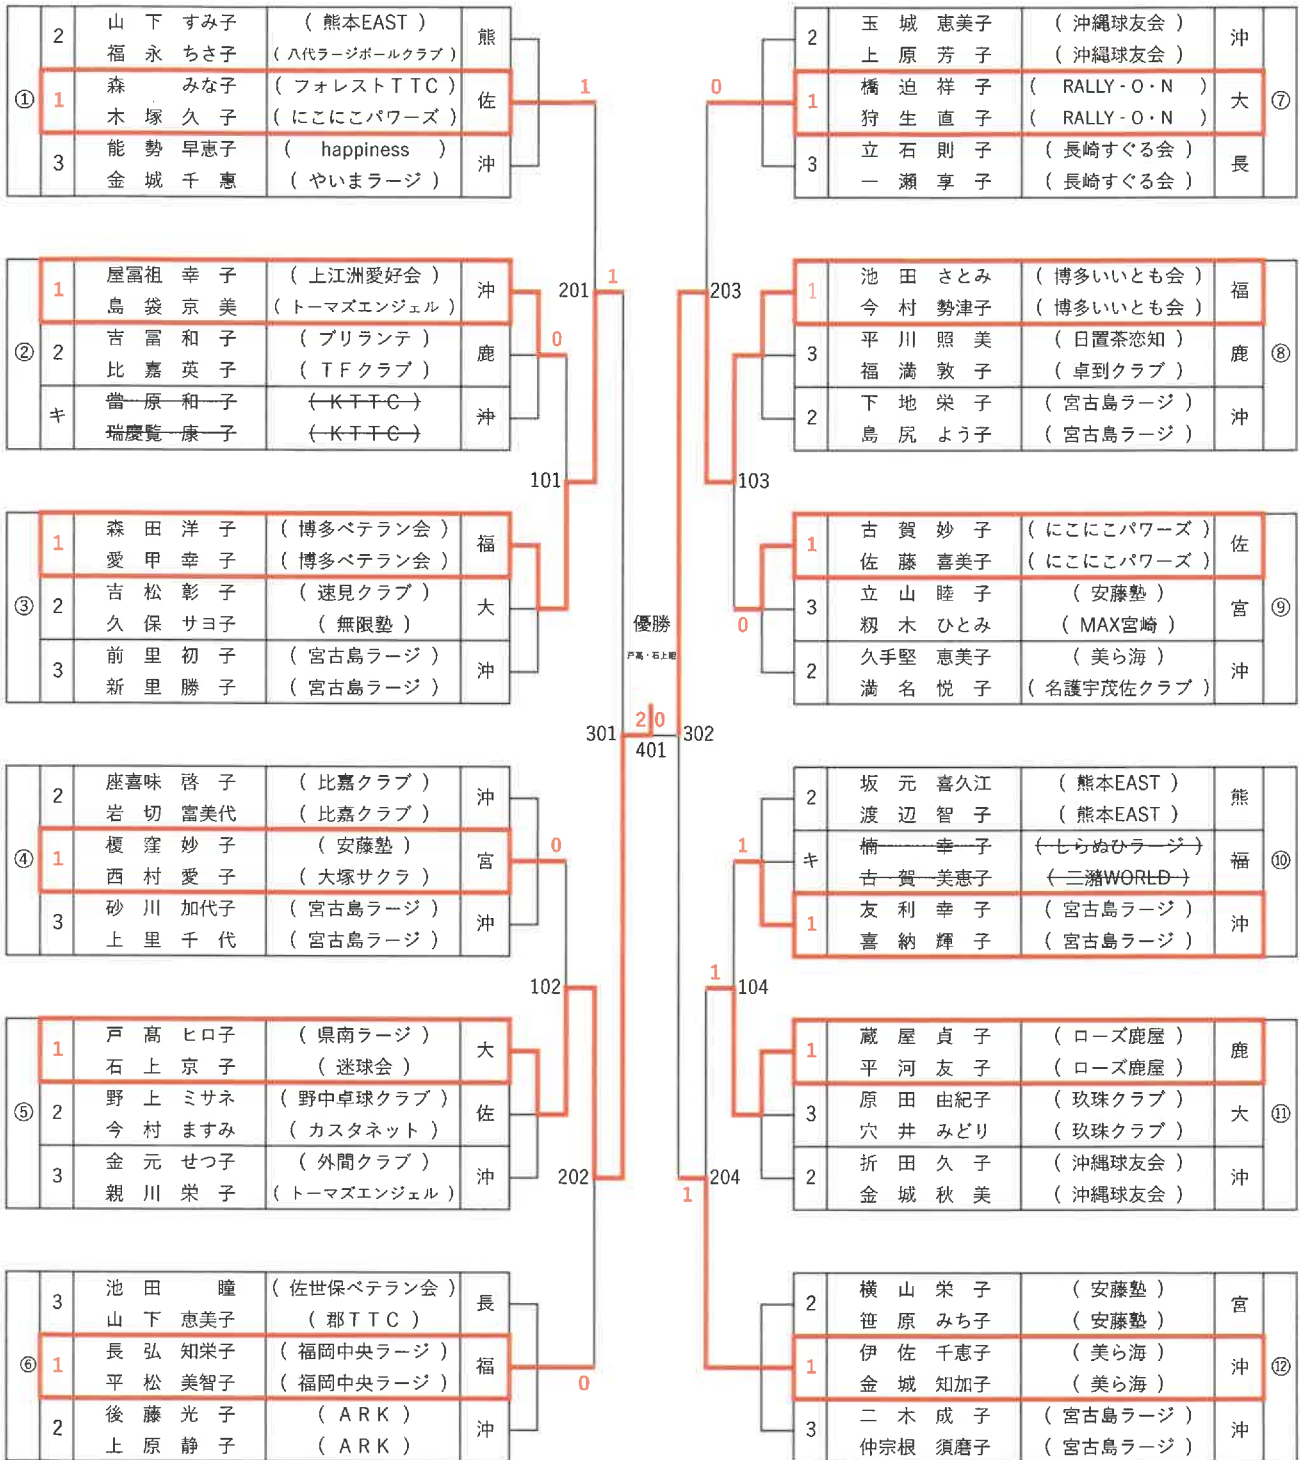 ① 2 山下 すみ子 ( 熊本EAST ) 熊
福永 ちさ子 ( 八代ラージボールクラブ )
1 森 みな子 ( フォレストTTC ) 佐 1
木塚 久子 ( にこにこパワーズ )
3 能勢 早恵子 ( happiness ) 沖
金城 千恵 ( やいまラージ )
② 1 屋冨祖 幸子 ( 上江洲愛好会 ) 沖
島袋 京美 ( トーマズエンジェル )
2 吉冨 和子 ( ブリランテ ) 鹿 0
比嘉 英子 ( TFクラブ )
キ 當原 和子 ( KTTC ) 沖
瑞慶覧 康子 ( KTTC )
201 1
101
③ 1 森田 洋子 ( 博多ベテラン会 ) 福
愛甲 幸子 ( 博多ベテラン会 )
2 吉松 彰子 ( 速見クラブ ) 大
久保 サヨ子 ( 無限塾 )
3 前里 初子 ( 宮古島ラージ ) 沖
新里 勝子 ( 宮古島ラージ )
④ 2 座喜味 啓子 ( 比嘉クラブ ) 沖
岩切 富美代 ( 比嘉クラブ )
1 榎窪 妙子 ( 安藤塾 ) 宮 0
西村 愛子 ( 大塚サクラ )
3 砂川 加代子 ( 宮古島ラージ ) 沖
上里 千代 ( 宮古島ラージ )
102
⑤ 1 戸髙 ヒロ子 ( 県南ラージ ) 大
石上 京子 ( 迷球会 )
2 野上 ミサネ ( 野中卓球クラブ ) 佐
今村 ますみ ( カスタネット )
3 金元 せつ子 ( 外間クラブ ) 沖
親川 栄子 ( トーマズエンジェル )
202
⑥ 3 池田 瞳 ( 佐世保ベテラン会 ) 長
山下 恵美子 ( 郡TTC )
1 長弘 知栄子 ( 福岡中央ラージ ) 福 0
平松 美智子 ( 福岡中央ラージ )
2 後藤 光子 ( ARK ) 沖
上原 静子 ( ARK )
優勝
301 2 0 302
401
2 玉城 恵美子 ( 沖縄球友会 ) 沖 ⑦
上原 芳子 ( 沖縄球友会 )
0 1 橋迫 祥子 ( RALLY-O・N ) 大
狩生 直子 ( RALLY-O・N )
3 立石 則子 ( 長崎すぐる会 ) 長
一瀬 享子 ( 長崎すぐる会 )
203
1 池田 さとみ ( 博多いいとも会 ) 福 ⑧
今村 勢津子 ( 博多いいとも会 )
3 平川 照美 ( 日置茶恋知 ) 鹿
福満 敦子 ( 卓到クラブ )
2 下地 栄子 ( 宮古島ラージ ) 沖
島尻 よう子 ( 宮古島ラージ )
103
1 古賀 妙子 ( にこにこパワーズ ) 佐 ⑨
佐藤 喜美子 ( にこにこパワーズ )
0 3 立山 睦子 ( 安藤塾 ) 宮
籾木 ひとみ ( MAX宮崎 )
2 久手堅 恵美子 ( 美ら海 ) 沖
満名 悦子 ( 名護宇茂佐クラブ )
2 坂元 喜久江 ( 熊本EAST ) 熊 ⑩
渡辺 智子 ( 熊本EAST )
1 キ 楠 幸子 ( しらぬひラージ ) 福
古賀 美恵子 ( 三潴WORLD )
1 友利 幸子 ( 宮古島ラージ ) 沖
喜納 輝子 ( 宮古島ラージ )
1 104
1 蔵屋 貞子 ( ローズ鹿屋 ) 鹿 ⑪
平河 友子 ( ローズ鹿屋 )
3 原田 由紀子 ( 玖珠クラブ ) 大
穴井 みどり ( 玖珠クラブ )
2 折田 久子 ( 沖縄球友会 ) 沖
金城 秋美 ( 沖縄球友会 )
1 204
2 横山 栄子 ( 安藤塾 ) 宮 ⑫
笹原 みち子 ( 安藤塾 )
1 伊佐 千恵子 ( 美ら海 ) 沖
金城 知加子 ( 美ら海 )
3 二木 成子 ( 宮古島ラージ ) 沖
仲宗根 須磨子 ( 宮古島ラージ )